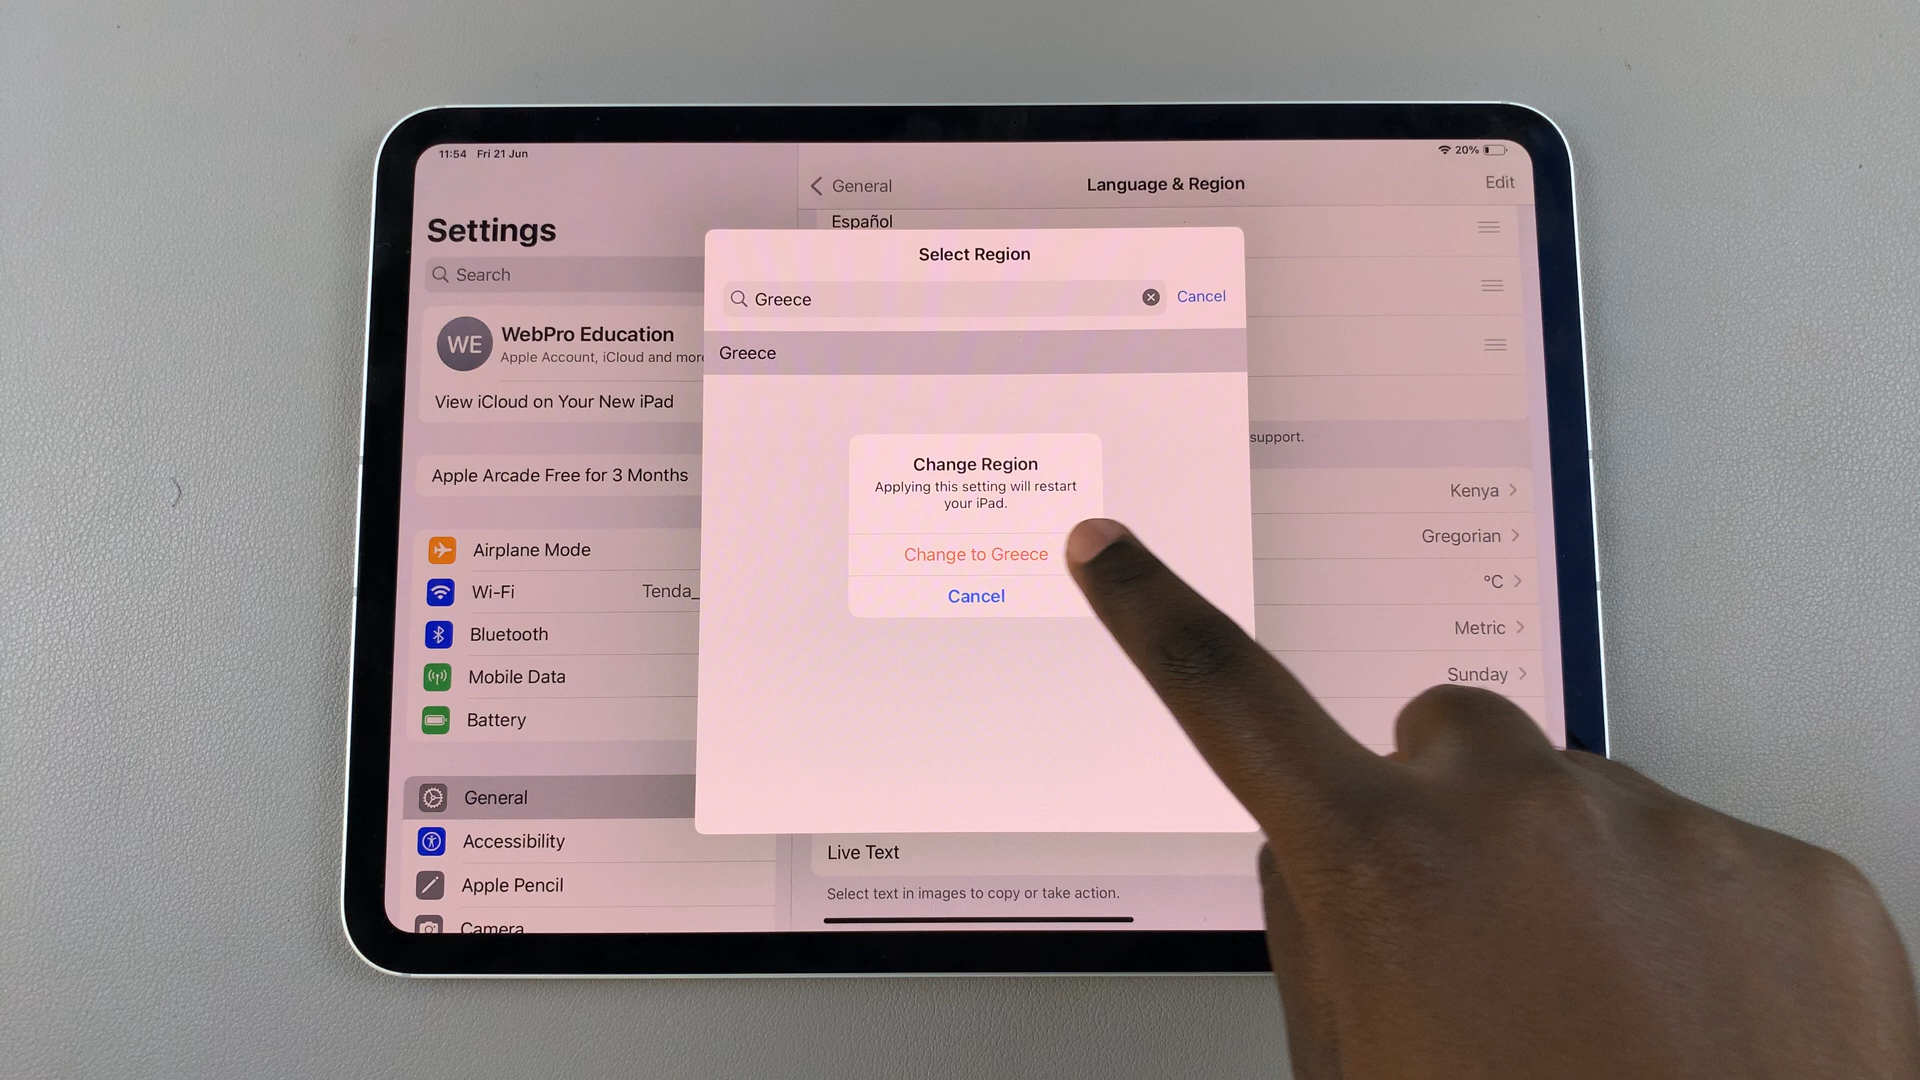 11:54 Fri 21 Jun
20%
Settings
Search
WE
WebPro Education
Apple Account, iCloud and more
View iCloud on Your New iPad
Apple Arcade Free for 3 Months
Airplane Mode
Wi-Fi Tenda_
Bluetooth
Mobile Data
Battery
General
Accessibility
Apple Pencil
Camera
General
Language & Region
Edit
Español
support.
Kenya
Gregorian
°C
Metric
Sunday
Live Text
Select text in images to copy or take action.
Select Region
Greece
Cancel
Greece
Change Region
Applying this setting will restart
your iPad.
Change to Greece
Cancel